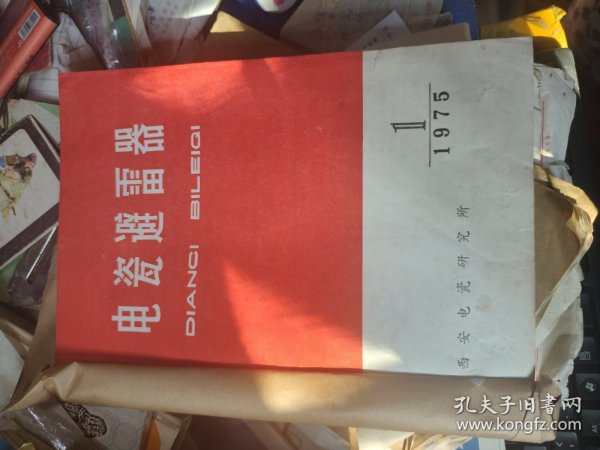 电瓷避雷器
DIANCI BILEIQI
1
1975
西安电瓷研究所
孔夫子旧书网
www.kongfz.com